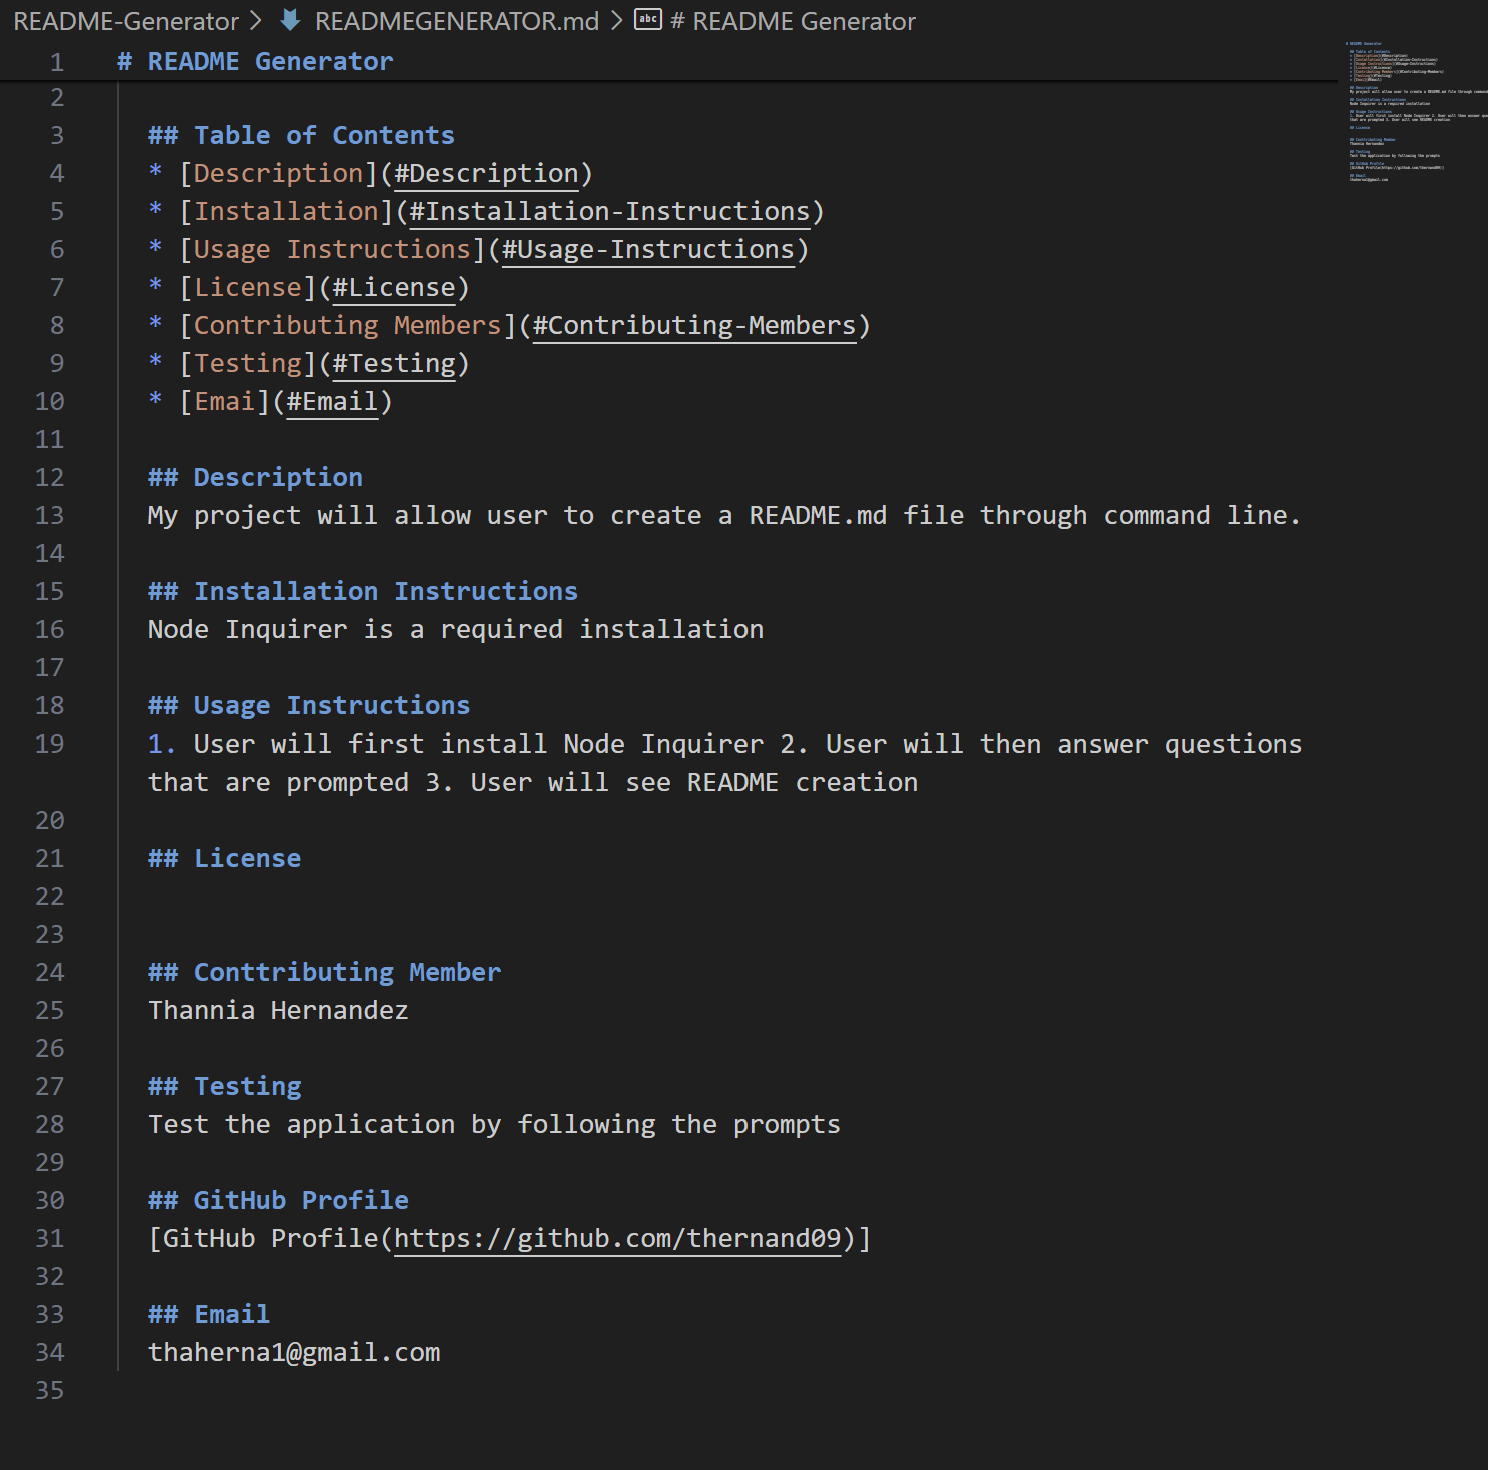 README-Generator > READMEGENERATOR.md > abc # README Generator
1 # README Generator
2
3 ## Table of Contents
4 * [Description](#Description)
5 * [Installation](#Installation-Instructions)
6 * [Usage Instructions](#Usage-Instructions)
7 * [License](#License)
8 * [Contributing Members](#Contributing-Members)
9 * [Testing](#Testing)
10 * [Emai](#Email)
11
12 ## Description
13 My project will allow user to create a README.md file through command line.
14
15 ## Installation Instructions
16 Node Inquirer is a required installation
17
18 ## Usage Instructions
19 1. User will first install Node Inquirer 2. User will then answer questions
that are prompted 3. User will see README creation
20
21 ## License
22
23
24 ## Conttributing Member
25 Thannia Hernandez
26
27 ## Testing
28 Test the application by following the prompts
29
30 ## GitHub Profile
31 [GitHub Profile(https://github.com/thernand09)]
32
33 ## Email
34 thaherna1@gmail.com
35